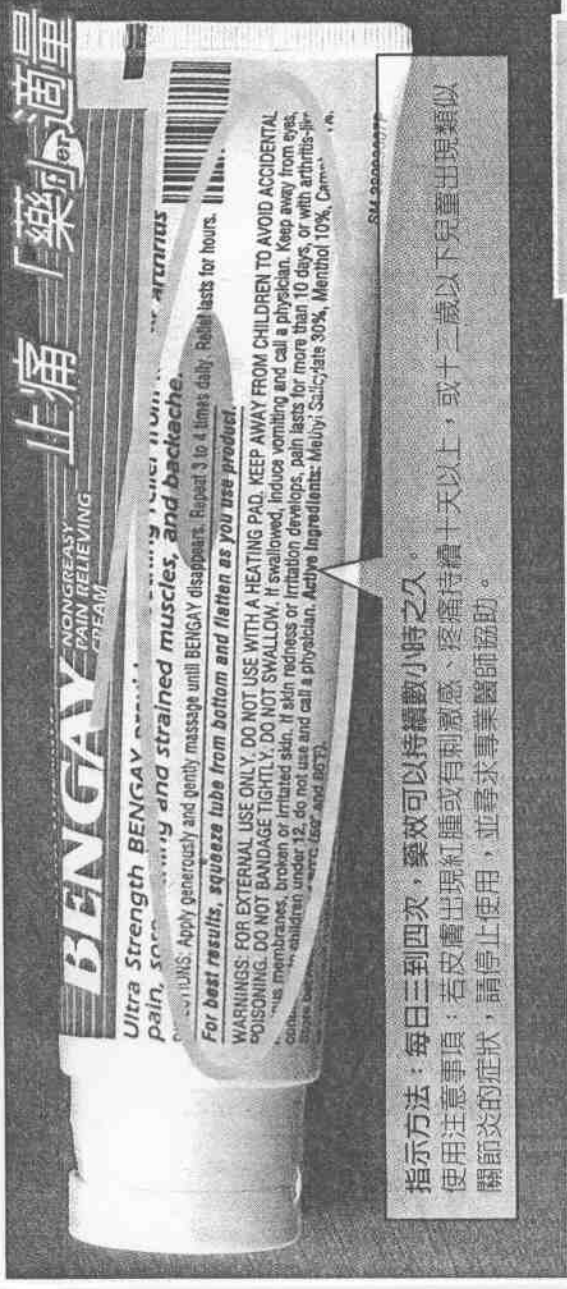 止痛「藥」er適量
BENGAY NONGREASY
PAIN RELIEVING
CREAM
Ultra Strength BENGAY relief from arthritis
pain, and strained muscles, and backache.
Apply generously and gently massage until BENGAY disappears. Repeat 3 to 4 times daily. Relief lasts for hours.
For best results, squeeze tube from bottom and flatten as you use product.
WARNINGS: FOR EXTERNAL USE ONLY. DO NOT USE WITH A HEATING PAD. KEEP AWAY FROM CHILDREN TO AVOID ACCIDENTAL
POISONING. DO NOT BANDAGE TIGHTLY. DO NOT SWALLOW. If swallowed, induce vomiting and call a physician. Keep away from eyes,
membranes, broken or irritated skin. If skin redness or irritation develops, pain lasts for more than 10 days, or with arthritis-like
in children under 12, do not use and call a physician. Active Ingredients: Methyl Salicylate 30%, Menthol 10%,
指示方法：每日三到四次，藥效可以持續數小時之久。
使用注意事項：若皮膚出現紅腫或有刺激感、疼痛持續十天以上，或十二歲以下兒童出現類似
關節炎的症狀，請停止使用，並尋求專業醫師協助。